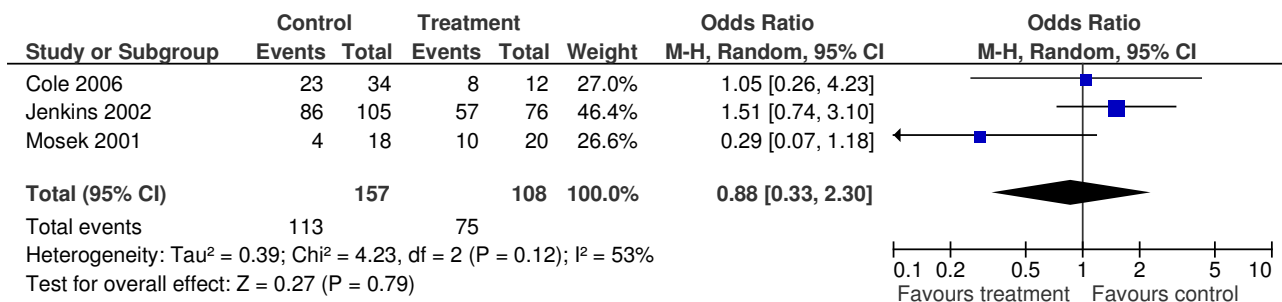 Control Treatment Odds Ratio Odds Ratio
Study or Subgroup Events Total Events Total Weight M-H, Random, 95% CI M-H, Random, 95% CI
Cole 2006 23 34 8 12 27.0% 1.05 [0.26, 4.23]
Jenkins 2002 86 105 57 76 46.4% 1.51 [0.74, 3.10]
Mosek 2001 4 18 10 20 26.6% 0.29 [0.07, 1.18]
Total (95% CI) 157 108 100.0% 0.88 [0.33, 2.30]
Total events 113 75
Heterogeneity: Tau² = 0.39; Chi² = 4.23, df = 2 (P = 0.12); I² = 53%
Test for overall effect: Z = 0.27 (P = 0.79)
0.1 0.2 0.5 1 2 5 10
Favours treatment Favours control